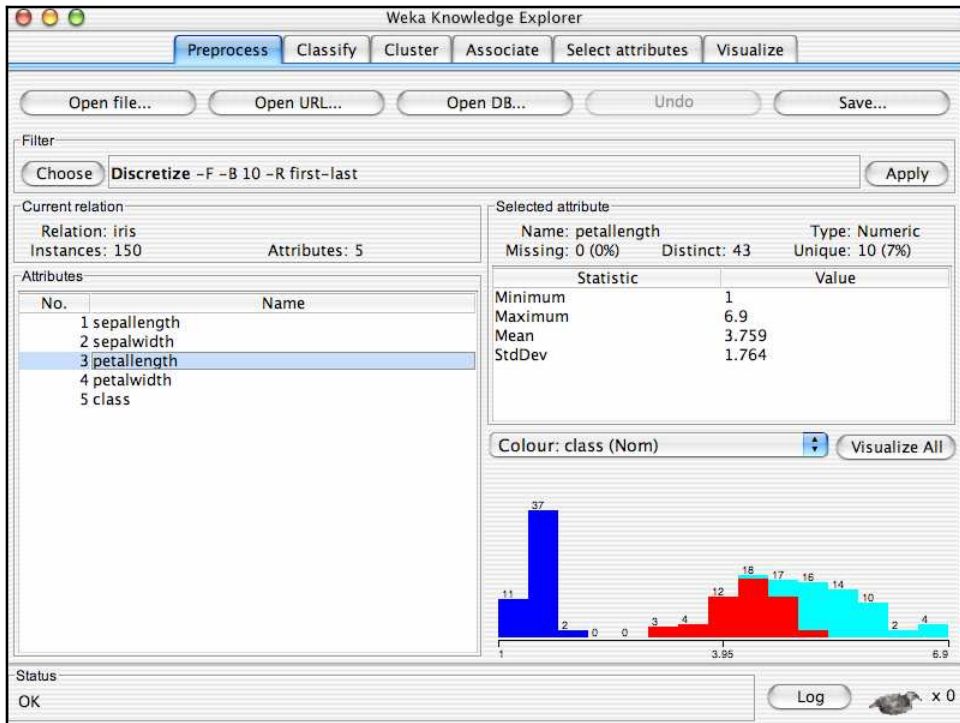 Weka Knowledge Explorer
Preprocess Classify Cluster Associate Select attributes Visualize
Open file... Open URL... Open DB... Undo Save...
Filter
Choose Discretize -F -B 10 -R first-last Apply
Current relation
Relation: iris
Instances: 150 Attributes: 5
Attributes
No. Name
1 sepallength
2 sepalwidth
3 petallength
4 petalwidth
5 class
Selected attribute
Name: petallength Type: Numeric
Missing: 0 (0%) Distinct: 43 Unique: 10 (7%)
Statistic Value
Minimum 1
Maximum 6.9
Mean 3.759
StdDev 1.764
Colour: class (Nom) Visualize All
11 37 2 0 0 3 4 12 18 17 16 14 10 2 4
1 3.95 6.9
Status
OK Log x 0